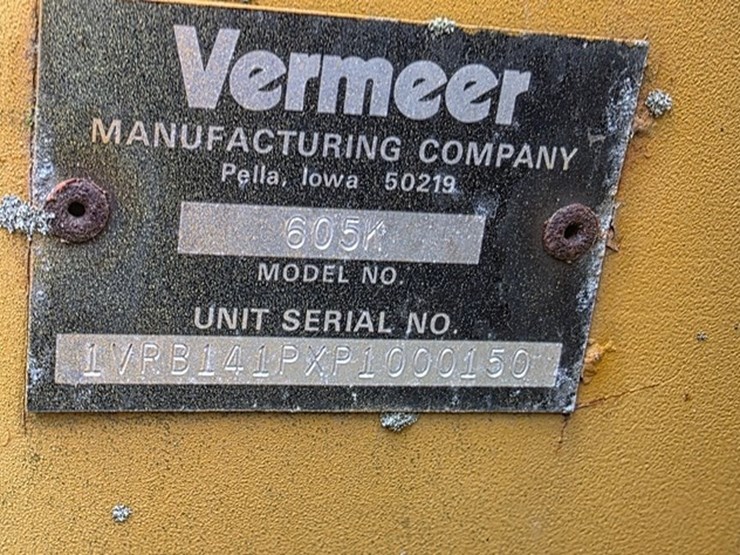 Vermeer
MANUFACTURING COMPANY
Pella, Iowa 50219
605K
MODEL NO.
UNIT SERIAL NO.
1VRB141PXP1000150